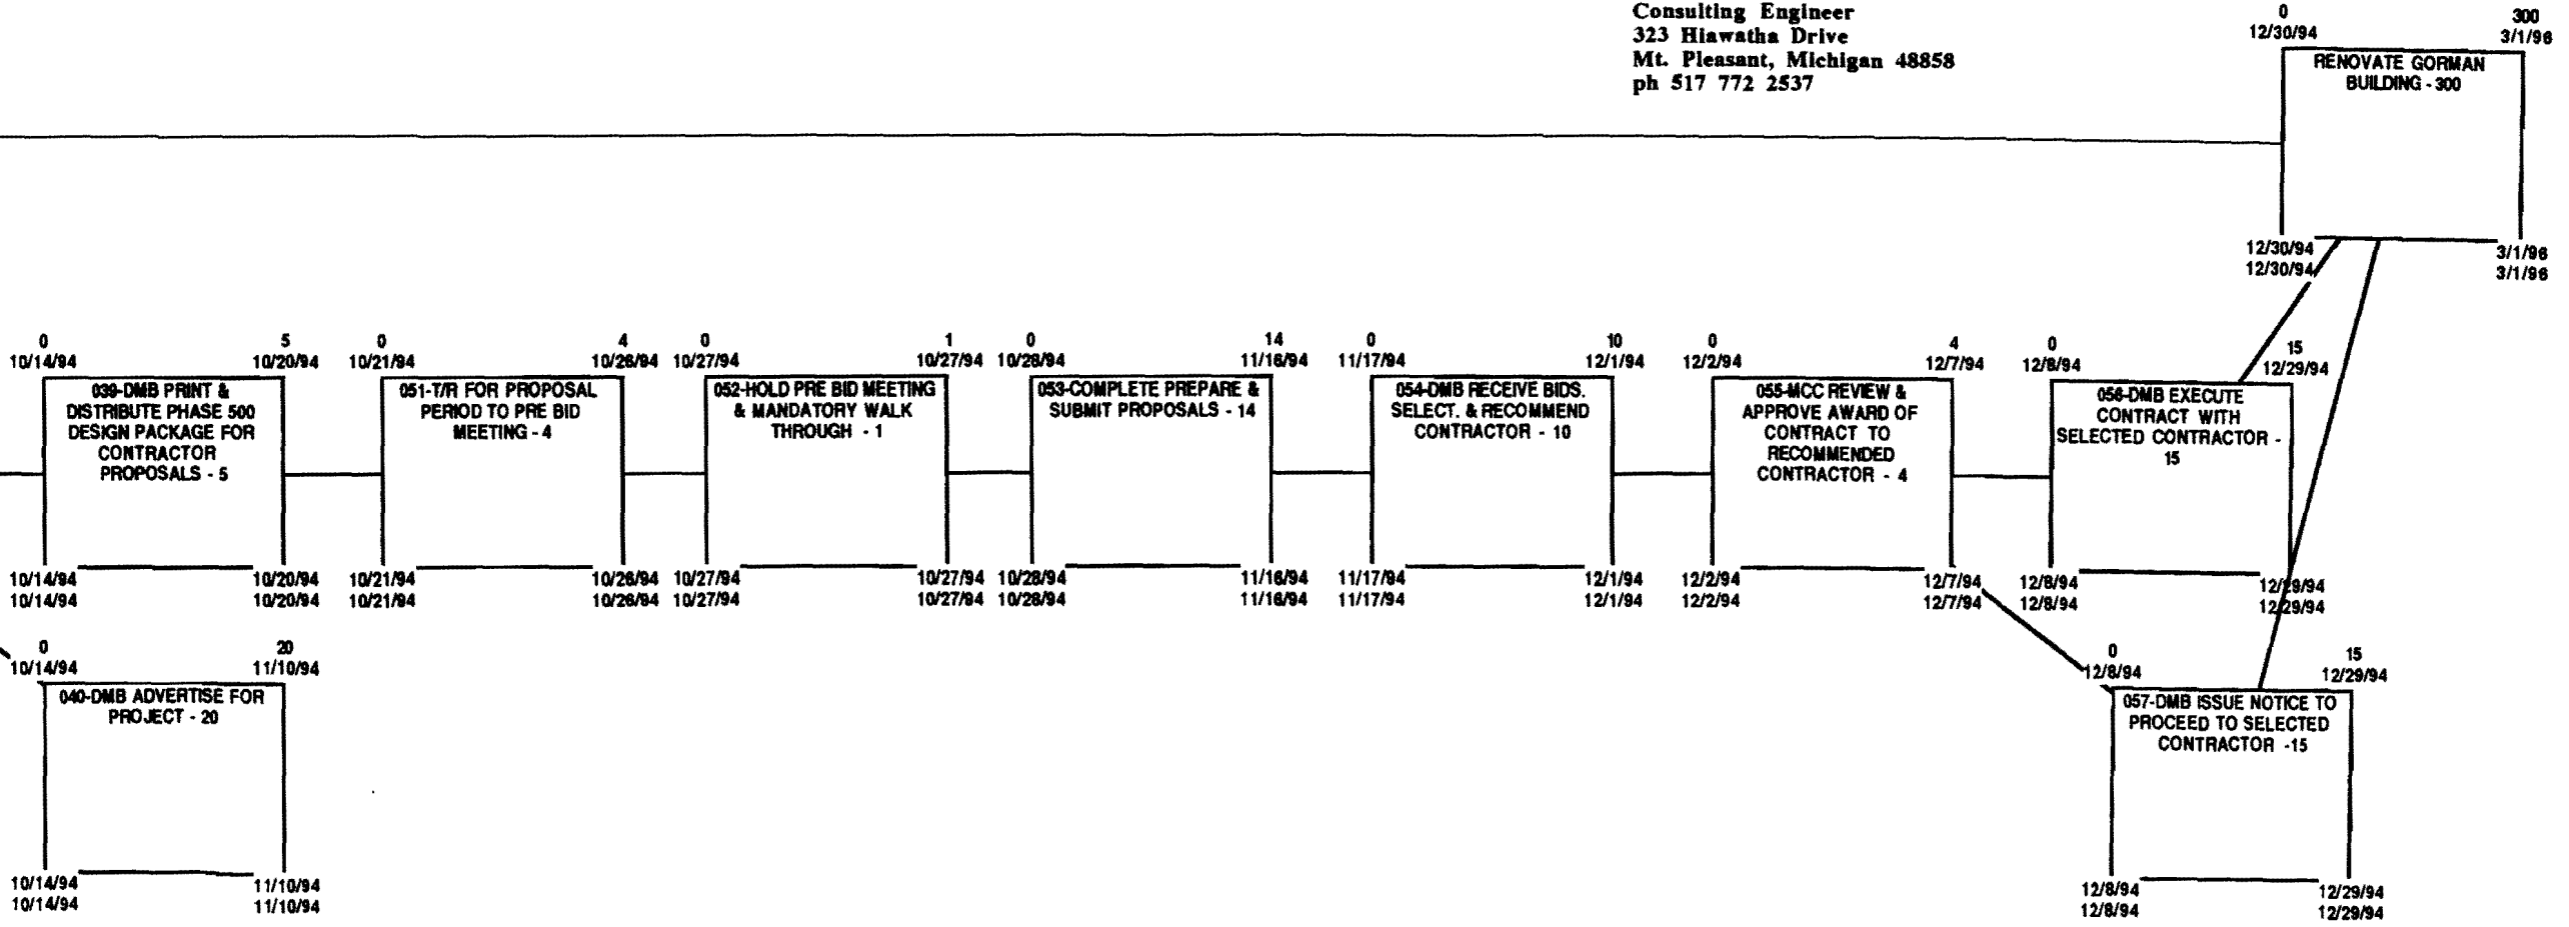 Consulting Engineer
323 Hiawatha Drive
Mt. Pleasant, Michigan 48858
ph 517 772 2537
0 300
12/30/94 3/1/96
RENOVATE GORMAN
BUILDING - 300
12/30/94 3/1/96
12/30/94 3/1/96
0 5
10/14/94 10/20/94
039-DMB PRINT &
DISTRIBUTE PHASE 500
DESIGN PACKAGE FOR
CONTRACTOR
PROPOSALS - 5
10/14/94 10/20/94
10/14/94 10/20/94
0 4
10/21/94 10/26/94
051-T/R FOR PROPOSAL
PERIOD TO PRE BID
MEETING - 4
10/21/94 10/26/94
10/21/94 10/26/94
0 1
10/27/94 10/27/94
052-HOLD PRE BID MEETING
& MANDATORY WALK
THROUGH - 1
10/27/94 10/27/94
10/27/94 10/27/94
0 14
10/28/94 11/16/94
053-COMPLETE PREPARE &
SUBMIT PROPOSALS - 14
10/28/94 11/16/94
10/28/94 11/16/94
0 10
11/17/94 12/1/94
054-DMB RECEIVE BIDS.
SELECT. & RECOMMEND
CONTRACTOR - 10
11/17/94 12/1/94
11/17/94 12/1/94
0 4
12/2/94 12/7/94
055-MCC REVIEW &
APPROVE AWARD OF
CONTRACT TO
RECOMMENDED
CONTRACTOR - 4
12/2/94 12/7/94
12/2/94 12/7/94
0 15
12/8/94 12/29/94
056-DMB EXECUTE
CONTRACT WITH
SELECTED CONTRACTOR -
15
12/8/94 12/29/94
12/8/94 12/29/94
0 20
10/14/94 11/10/94
040-DMB ADVERTISE FOR
PROJECT - 20
10/14/94 11/10/94
10/14/94 11/10/94
0 15
12/8/94 12/29/94
057-DMB ISSUE NOTICE TO
PROCEED TO SELECTED
CONTRACTOR -15
12/8/94 12/29/94
12/8/94 12/29/94